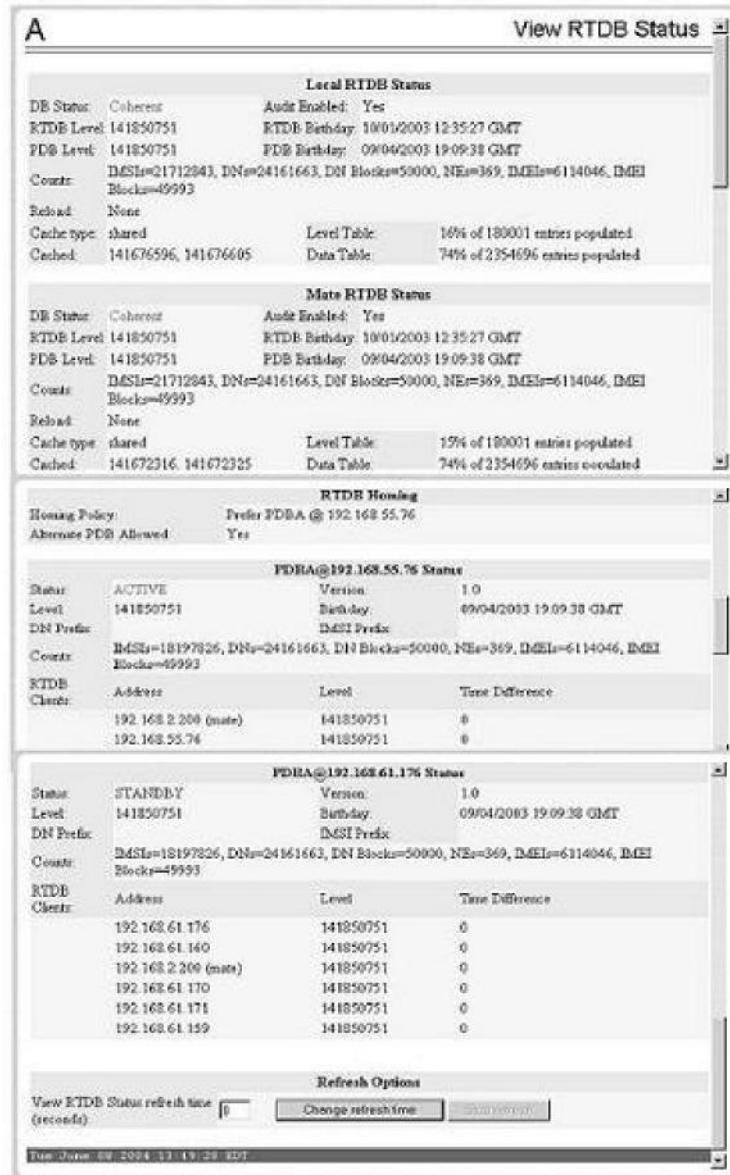 A
View RTDB Status
Local RTDB Status
DB Status: Coherent Audit Enabled: Yes
RTDB Level: 141850751 RTDB Birthday: 10/01/2003 12:35:27 GMT
PDB Level: 141850751 PDB Birthday: 09/04/2003 19:09:38 GMT
Counts: IMSIs=21712843, DNs=24161663, DN Blocks=50000, NEs=369, IMEIs=6114046, IMEI
Blocks=49993
Reload: None
Cache type: shared Level Table: 16% of 180001 entries populated
Cached: 141676596, 141676605 Data Table: 74% of 2354696 entries populated
Mate RTDB Status
DB Status: Coherent Audit Enabled: Yes
RTDB Level: 141850751 RTDB Birthday: 10/01/2003 12:35:27 GMT
PDB Level: 141850751 PDB Birthday: 09/04/2003 19:09:38 GMT
Counts: IMSIs=21712843, DNs=24161663, DN Blocks=50000, NEs=369, IMEIs=6114046, IMEI
Blocks=49993
Reload: None
Cache type: shared Level Table: 15% of 180001 entries populated
Cached: 141672316, 141672325 Data Table: 74% of 2354696 entries populated
RTDB Homing
Homing Policy: Prefer PDBA @ 192.168.55.76
Alternate PDB Allowed Yes
PDBA@192.168.55.76 Status
Status: ACTIVE Version: 1.0
Level: 141850751 Birthday: 09/04/2003 19:09:38 GMT
DN Prefix: IMSI Prefix:
Counts: IMSIs=18197826, DNs=24161663, DN Blocks=50000, NEs=369, IMEIs=6114046, IMEI
Blocks=49993
RTDB Clients: Address Level Time Difference
192.168.2.200 (mate) 141850751 0
192.168.55.76 141850751 0
PDBA@192.168.61.176 Status
Status: STANDBY Version: 1.0
Level: 141850751 Birthday: 09/04/2003 19:09:38 GMT
DN Prefix: IMSI Prefix:
Counts: IMSIs=18197826, DNs=24161663, DN Blocks=50000, NEs=369, IMEIs=6114046, IMEI
Blocks=49993
RTDB Clients: Address Level Time Difference
192.168.61.176 141850751 0
192.168.61.160 141850751 0
192.168.2.200 (mate) 141850751 0
192.168.61.170 141850751 0
192.168.61.171 141850751 0
192.168.61.159 141850751 0
Refresh Options
View RTDB Status refresh time (seconds): 0 Change refresh time
Tue June 08 2004 13:19:28 EDT